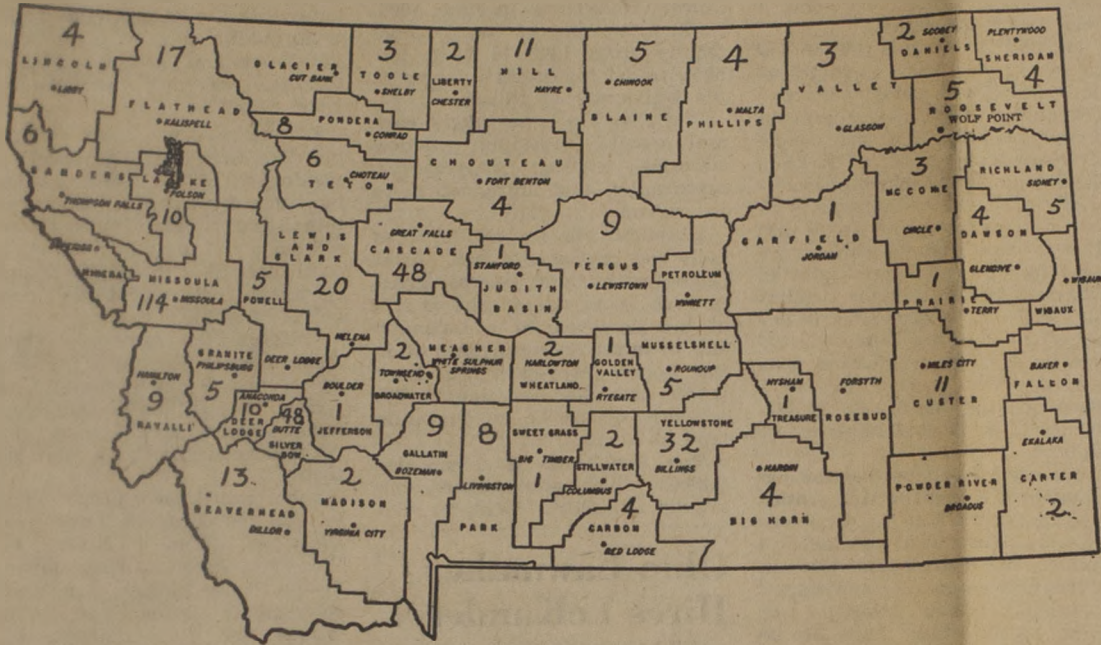 4
LINCOLN
LIBBY
17
FLATHEAD
KALISPELL
GLACIER
CUT BANK
3
TOOLE
SHELBY
2
LIBERTY
CHESTER
11
HILL
HAVRE
5
CHINOOK
BLAINE
4
MALTA
PHILLIPS
3
VALLEY
GLASGOW
2 SCOBEY
DANIELS
PLENTYWOOD
SHERIDAN
4
5
ROOSEVELT
WOLF POINT
8
PONDERA
CONRAD
6
CHOTEAU
TETON
CHOUTEAU
FORT BENTON
4
6
SANDERS
THOMPSON FALLS
LAKE
POLSON
10
SUPERIOR
MINERAL
MISSOULA
114 MISSOULA
5
POWELL
DEER LODGE
LEWIS
AND
CLARK
20
HELENA
GREAT FALLS
CASCADE
48
1
STANFORD
JUDITH
BASIN
9
FERGUS
LEWISTOWN
PETROLEUM
WINNETT
1
GARFIELD
JORDAN
3
MC CONE
CIRCLE
RICHLAND
SIDNEY
5
4
DAWSON
GLENDIVE
1
PRAIRIE
TERRY
WIBAUX
WIBAUX
HAMILTON
9
RAVALLI
GRANITE
PHILIPSBURG
5
ANACONDA
10
DEER
LODGE
48
BUTTE
SILVER
BOW
BOULDER
1
JEFFERSON
2
TOWNSEND
BROADWATER
MEAGHER
WHITE SULPHUR
SPRINGS
2
HARLOWTON
WHEATLAND
1
GOLDEN
VALLEY
RYEGATE
MUSSELSHELL
ROUNDUP
5
HYSHAM
1
TREASURE
FORSYTH
ROSEBUD
MILES CITY
11
CUSTER
BAKER
FALLON
13
BEAVERHEAD
DILLON
2
MADISON
VIRGINIA CITY
9
GALLATIN
BOZEMAN
8
LIVINGSTON
PARK
SWEET GRASS
BIG TIMBER
1
2
STILLWATER
COLUMBUS
YELLOWSTONE
32
BILLINGS
4
CARBON
RED LODGE
HARDIN
4
BIG HORN
POWDER RIVER
BROADUS
EKALAKA
CARTER
2